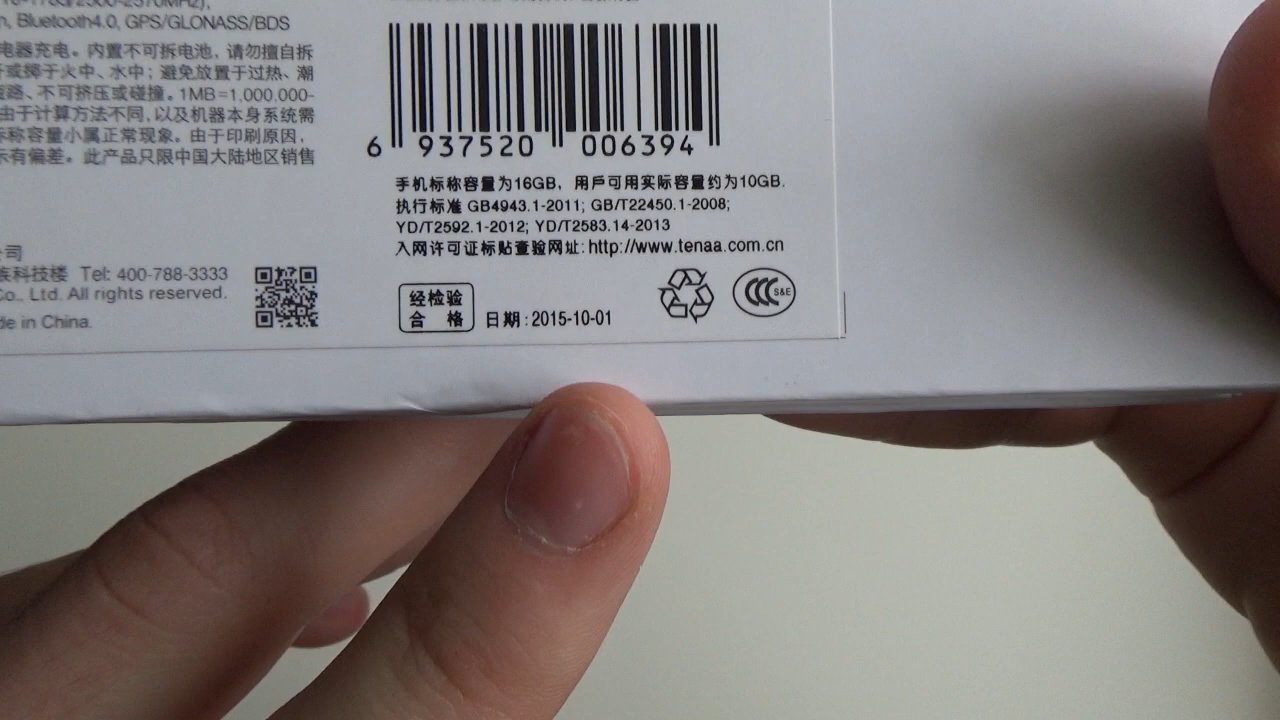 n, Bluetooth4.0, GPS/GLONASS/BDS
电器充电。内置不可拆电池，请勿擅自拆
或掷于火中、水中；避免放置于过热、潮
路、不可挤压或碰撞。1MB=1,000,000-
由于计算方法不同，以及机器本身系统需
标称容量小属正常现象。由于印刷原因，
示有偏差。此产品只限中国大陆地区销售
6 937520 006394
手机标称容量为16GB，用戶可用实际容量约为10GB.
执行标准 GB4943.1-2011; GB/T22450.1-2008;
YD/T2592.1-2012; YD/T2583.14-2013
入网许可证标贴查验网址: http://www.tenaa.com.cn
公司
族科技楼 Tel: 400-788-3333
Co., Ltd. All rights reserved.
de in China.
经检验
合 格
日期: 2015-10-01
S&E